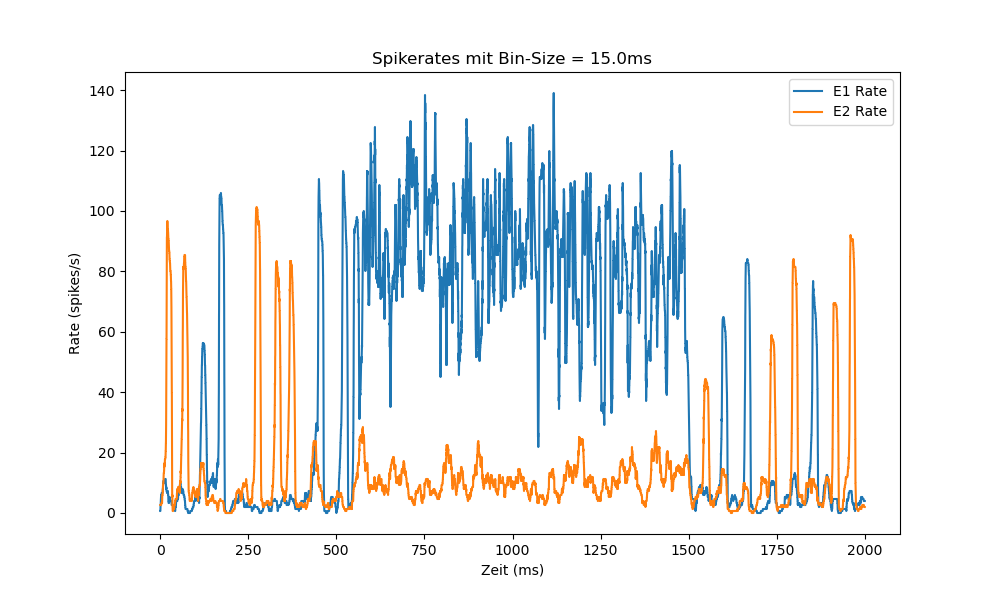 Spikerates mit Bin-Size = 15.0ms
E1 Rate
E2 Rate
Rate (spikes/s)
140
120
100
80
60
40
20
0
0 250 500 750 1000 1250 1500 1750 2000
Zeit (ms)